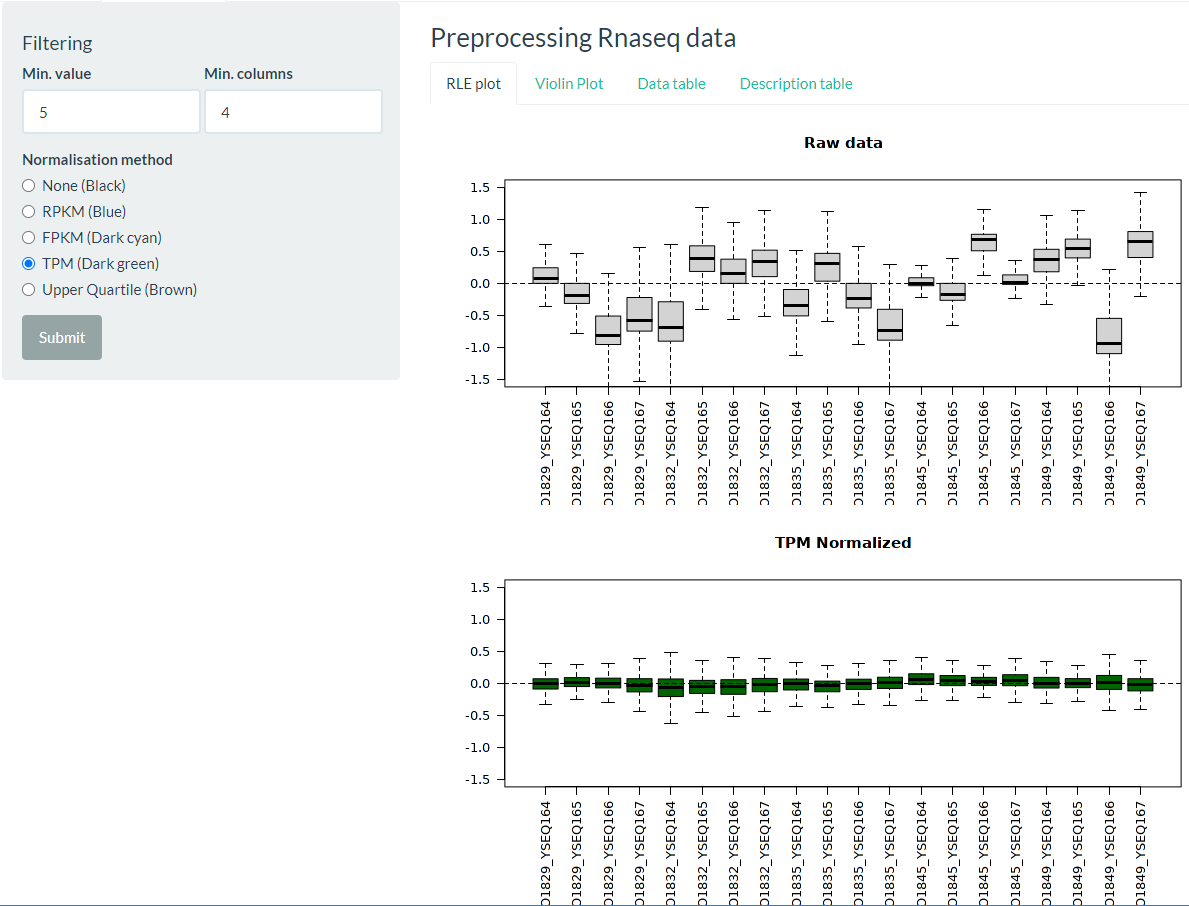 Filtering
Min. value Min. columns
5 4
Normalisation method
None (Black)
RPKM (Blue)
FPKM (Dark cyan)
TPM (Dark green)
Upper Quartile (Brown)
Submit
Preprocessing Rnaseq data
RLE plot Violin Plot Data table Description table
Raw data
1.5
1.0
0.5
0.0
-0.5
-1.0
-1.5
D1829_YSEQ164
D1829_YSEQ165
D1829_YSEQ166
D1829_YSEQ167
D1832_YSEQ164
D1832_YSEQ165
D1832_YSEQ166
D1832_YSEQ167
D1835_YSEQ164
D1835_YSEQ165
D1835_YSEQ166
D1835_YSEQ167
D1845_YSEQ164
D1845_YSEQ165
D1845_YSEQ166
D1845_YSEQ167
D1849_YSEQ164
D1849_YSEQ165
D1849_YSEQ166
D1849_YSEQ167
TPM Normalized
1.5
1.0
0.5
0.0
-0.5
-1.0
-1.5
D1829_YSEQ164
D1829_YSEQ165
D1829_YSEQ166
D1829_YSEQ167
D1832_YSEQ164
D1832_YSEQ165
D1832_YSEQ166
D1832_YSEQ167
D1835_YSEQ164
D1835_YSEQ165
D1835_YSEQ166
D1835_YSEQ167
D1845_YSEQ164
D1845_YSEQ165
D1845_YSEQ166
D1845_YSEQ167
D1849_YSEQ164
D1849_YSEQ165
D1849_YSEQ166
D1849_YSEQ167